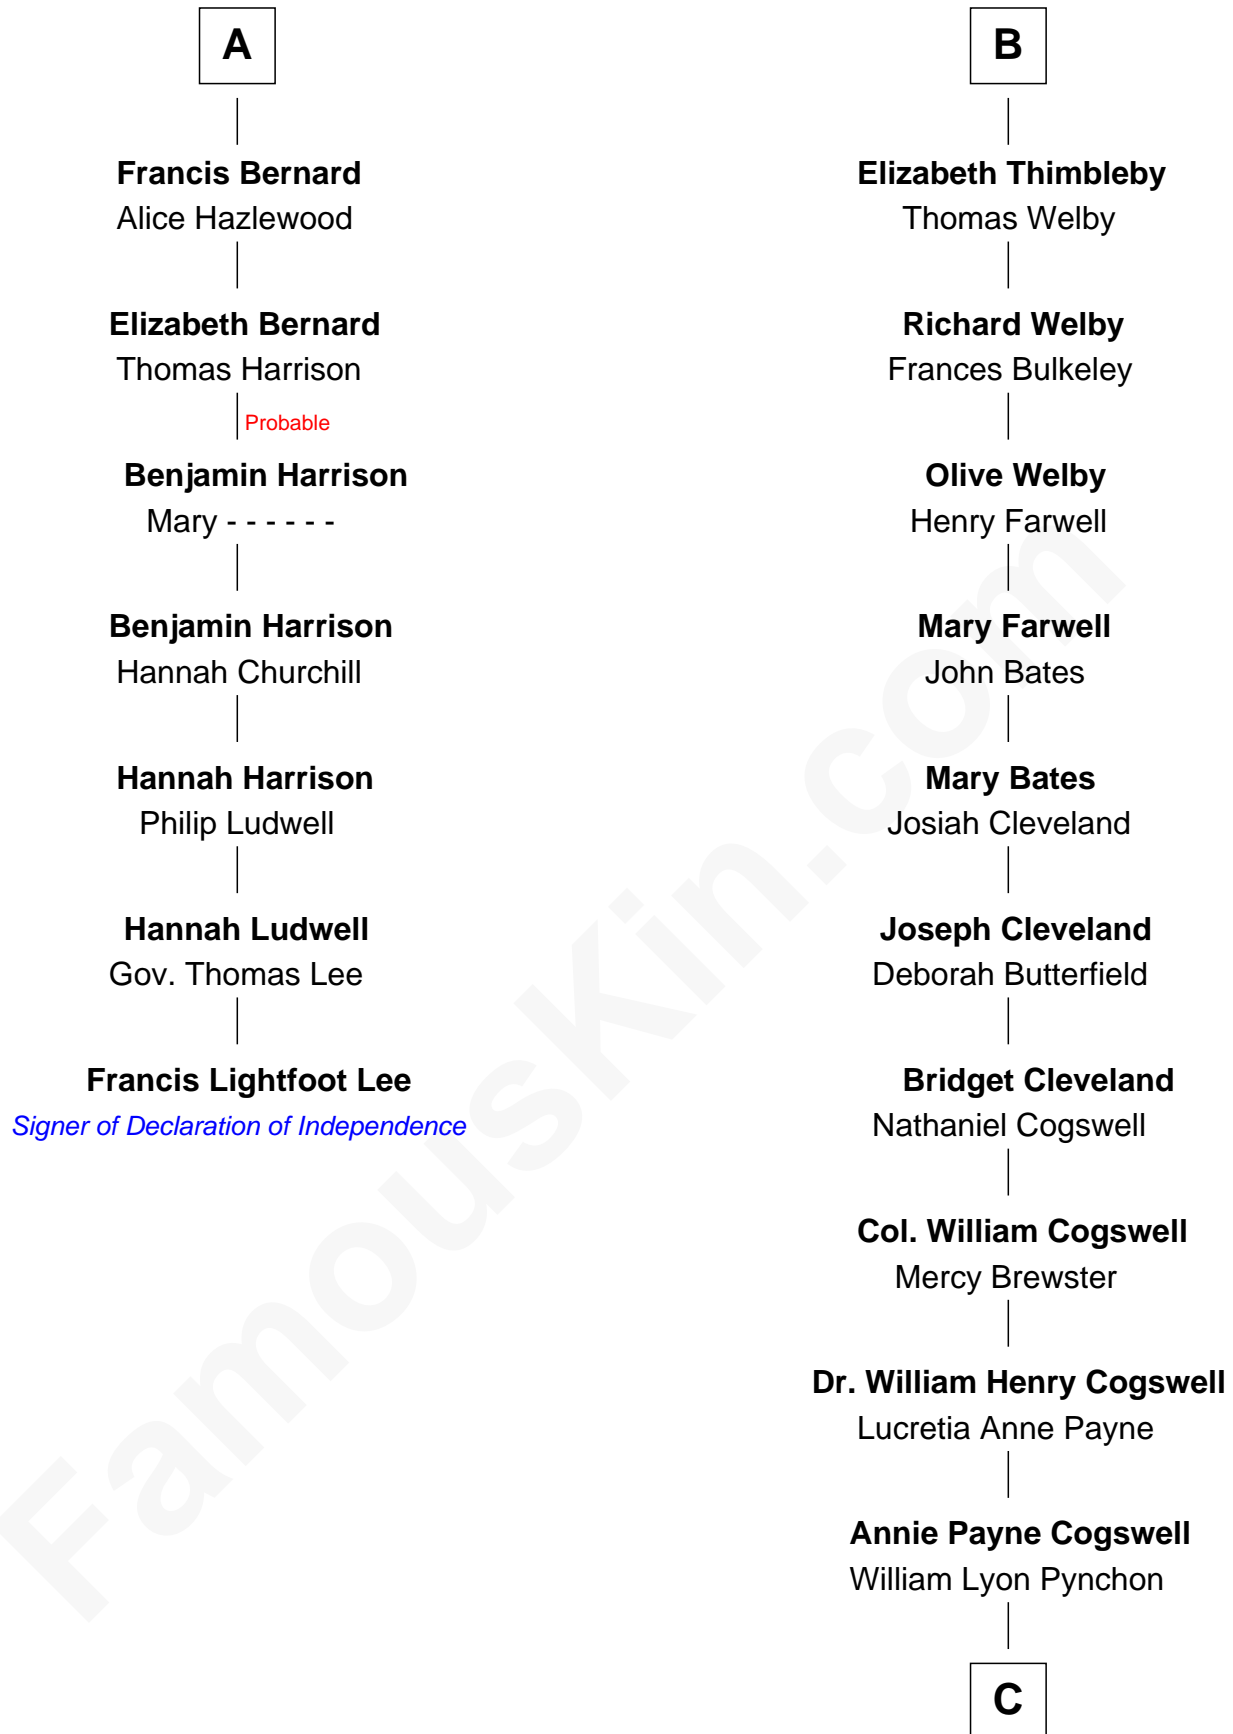 A
Francis Bernard
Alice Hazlewood
Elizabeth Bernard
Thomas Harrison
Probable
Benjamin Harrison
Mary - - - - - -
Benjamin Harrison
Hannah Churchill
Hannah Harrison
Philip Ludwell
Hannah Ludwell
Gov. Thomas Lee
Francis Lightfoot Lee
Signer of Declaration of Independence
B
Elizabeth Thimbleby
Thomas Welby
Richard Welby
Frances Bulkeley
Olive Welby
Henry Farwell
Mary Farwell
John Bates
Mary Bates
Josiah Cleveland
Joseph Cleveland
Deborah Butterfield
Bridget Cleveland
Nathaniel Cogswell
Col. William Cogswell
Mercy Brewster
Dr. William Henry Cogswell
Lucretia Anne Payne
Annie Payne Cogswell
William Lyon Pynchon
C
FamousKin.com